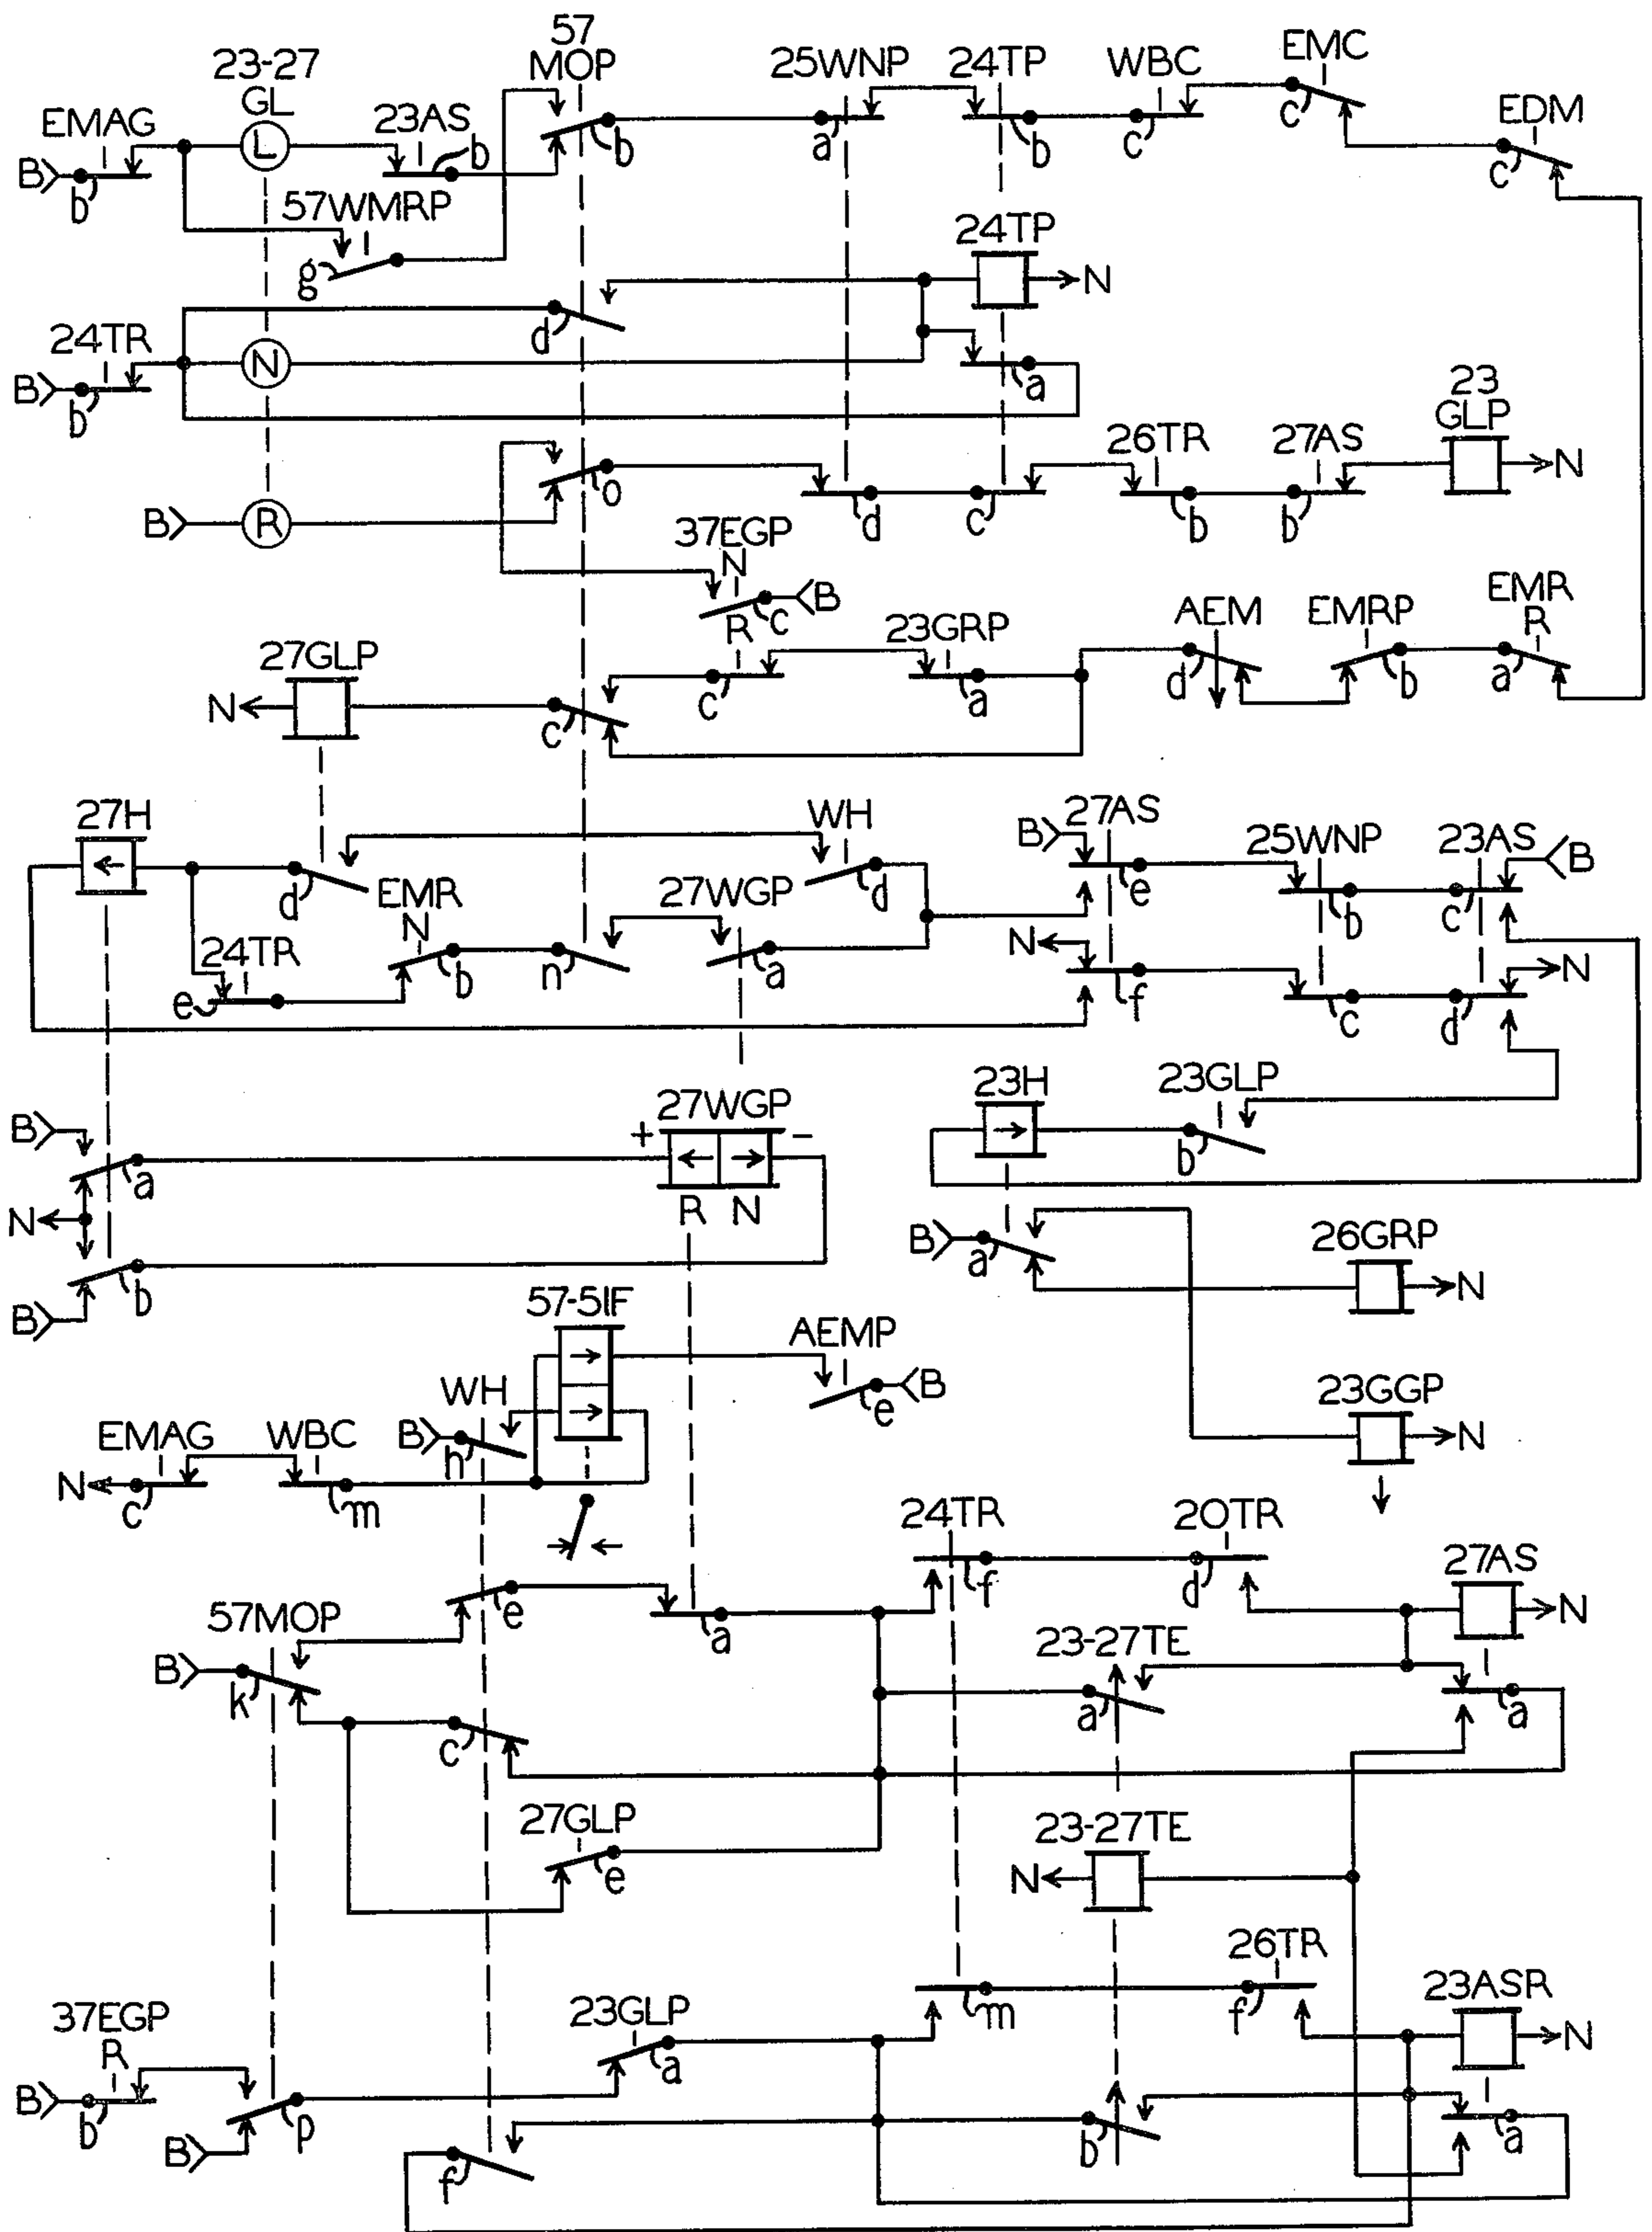 57
MOP
23-27
GL
25WNP
24TP
WBC
EMC
EDM
EMAG
L
23AS
b
B
b
b
a
b
c
c
c
57WMRP
g
24TP
N
d
24TR
N
B
b
a
23
GLP
26TR
27AS
N
o
B
R
d
c
b
b
37EGP
N
B
c
R
23GRP
AEM
EMRP
EMR
R
27GLP
N
c
c
a
d
b
a
27H
WH
27AS
B
25WNP
23AS
B
d
EMR
N
27WGP
d
e
b
c
24TR
b
n
a
N
f
N
e
c
d
27WGP
23H
23GLP
B
+
-
a
b
N
R
N
B
a
26GRP
N
b
B
57-51F
AEMP
23GGP
WH
B
e
N
EMAG
WBC
B
h
N
c
m
24TR
20TR
27AS
f
d
N
57MOP
e
a
23-27TE
B
k
a
a
c
27GLP
e
23-27TE
N
26TR
23ASR
m
f
N
37EGP
R
23GLP
a
B
b
p
b
a
B
f